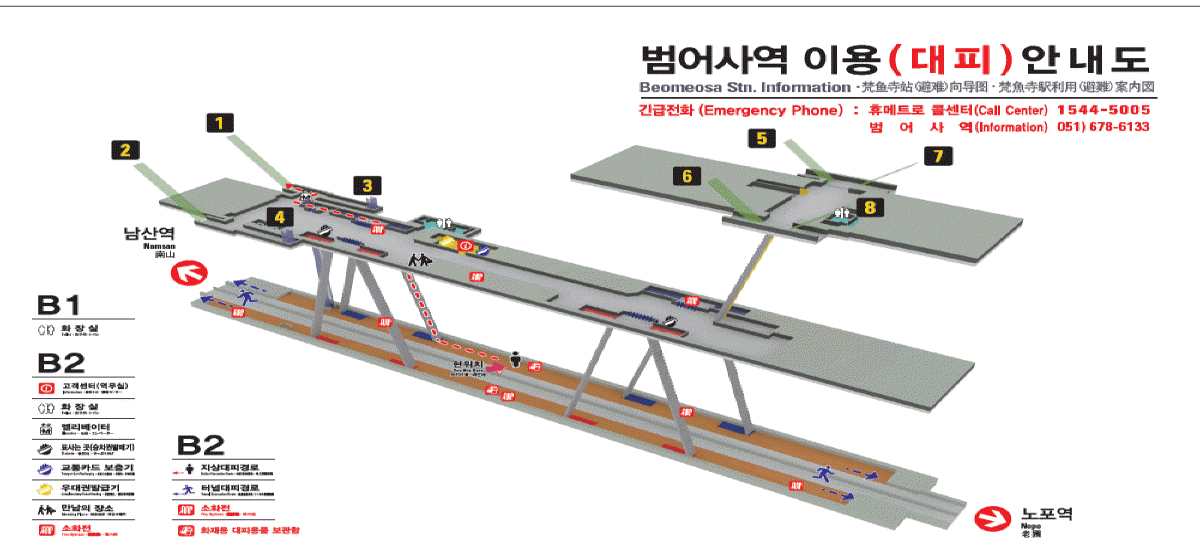 범어사역 이용(대피)안내도
Beomeosa Stn. Information · 梵鱼寺站(避难)向导图 · 梵魚寺駅利用(避難)案内図
긴급전화 (Emergency Phone) : 휴메트로 콜센터(Call Center) 1544-5005
범 어 사 역(Information) 051) 678-6133
1
2
3
4
5
6
7
8
남산역
Namsan
南山
현위치
B1
화 장 실
B2
고객센터(역무실)
화 장 실
엘리베이터
표사는 곳(승차권발매기)
교통카드 보충기
우대권발급기
만남의 장소
소화전
B2
지상대피경로
터널대피경로
소화전
화재용 대피용품 보관함
노포역
Nopo
老圃